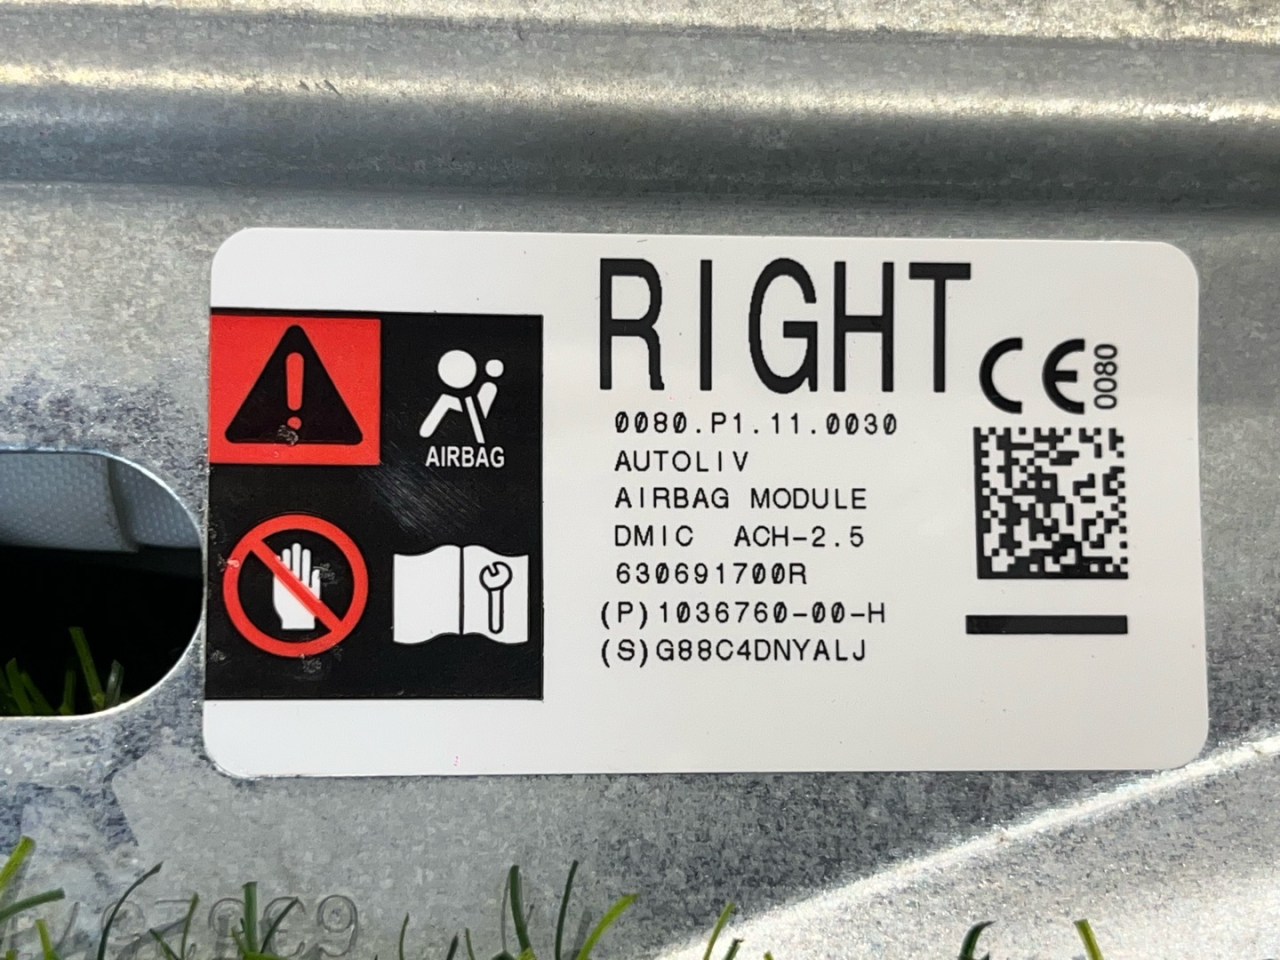 RIGHT
CE 0080
AIRBAG
0080.P1.11.0030
AUTOLIV
AIRBAG MODULE
DMIC ACH-2.5
630691700R
(P)1036760-00-H
(S)G88C4DNYALJ